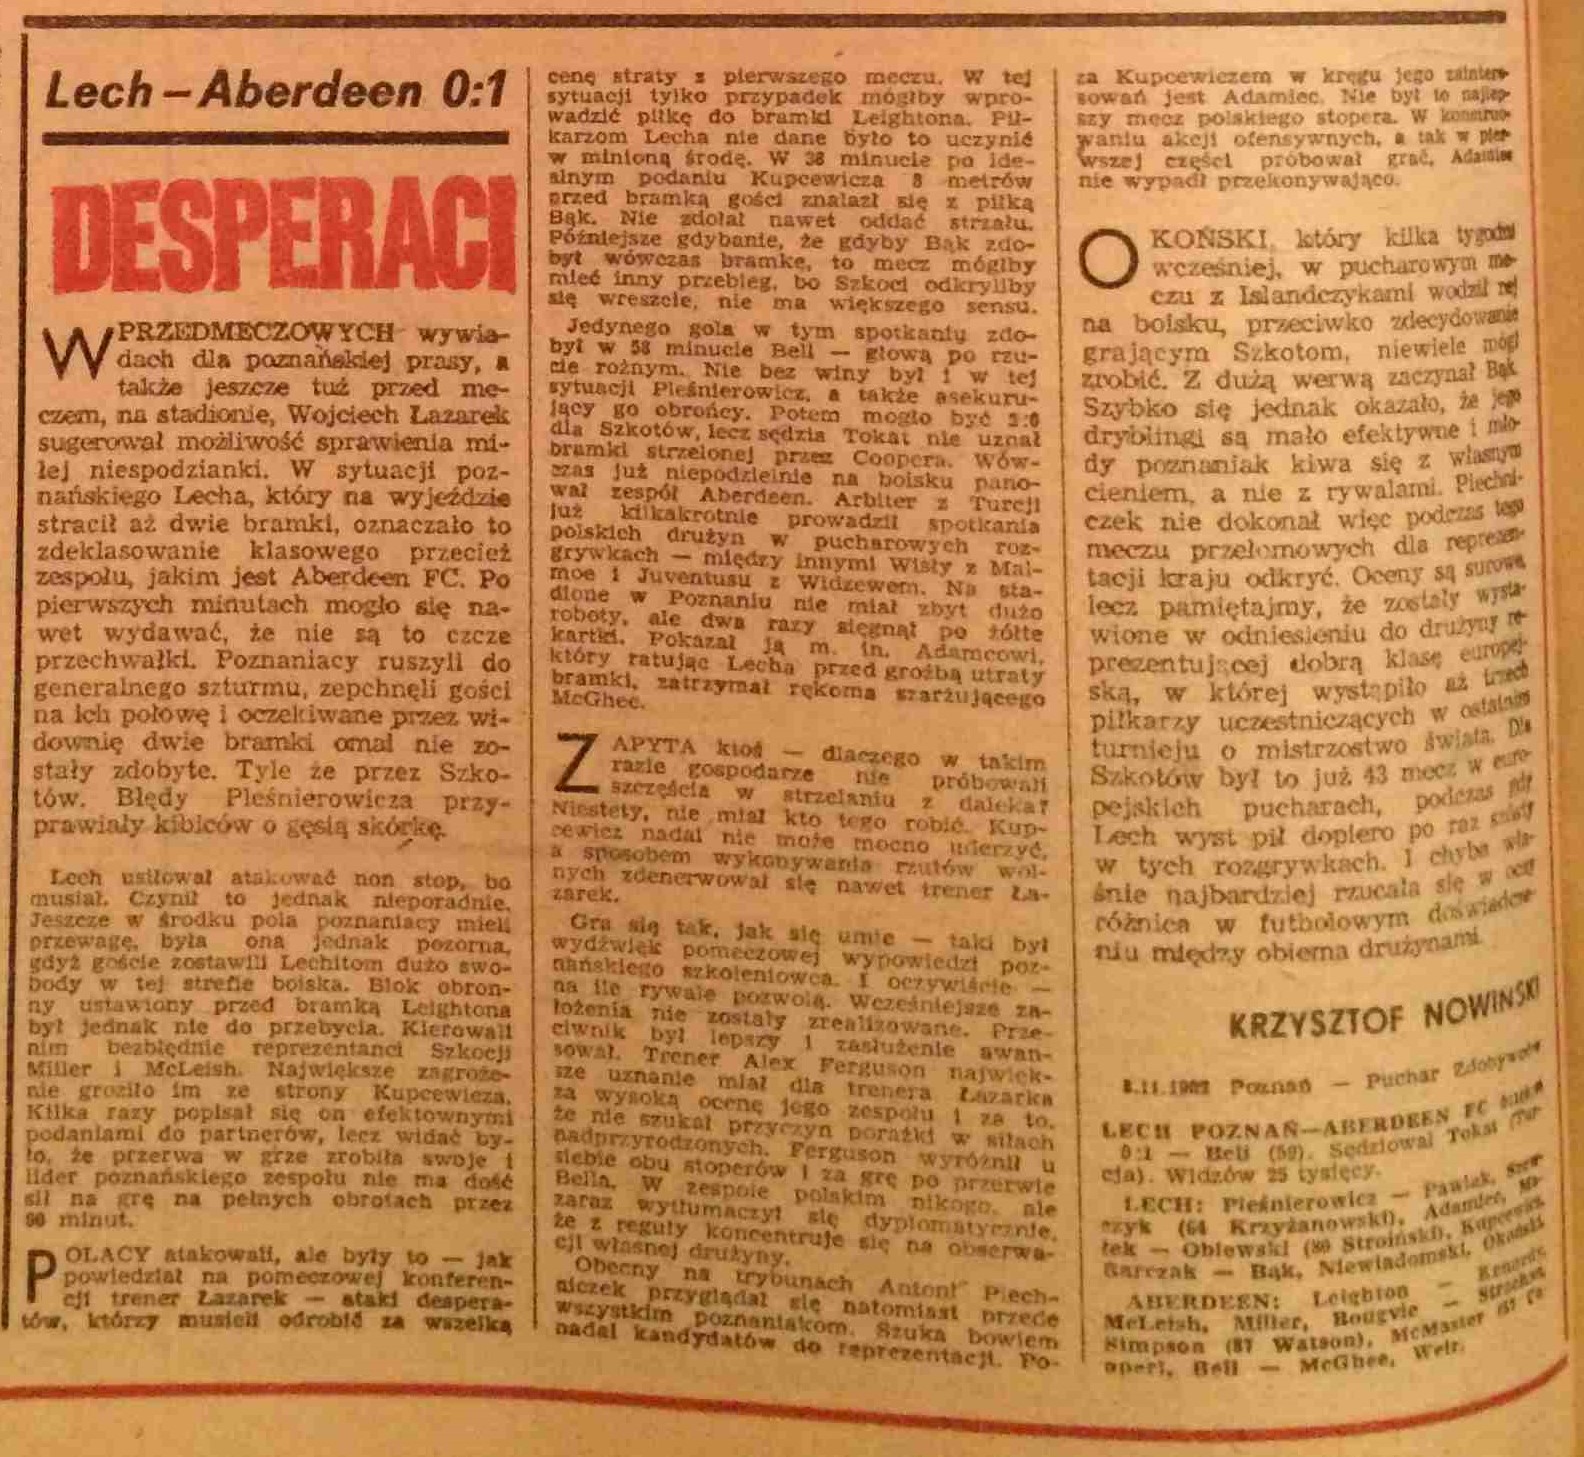 Lech – Aberdeen 0:1
DESPERACI
W PRZEDMECZOWYCH wywia-
dach dla poznańskiej prasy, a
także jeszcze tuż przed me-
czem, na stadionie, Wojciech Łazarek
sugerował możliwość sprawienia mi-
łej niespodzianki. W sytuacji poz-
nańskiego Lecha, który na wyjeździe
stracił aż dwie bramki, oznaczało to
zdeklasowanie klasowego przecież
zespołu, jakim jest Aberdeen FC. Po
pierwszych minutach mogło się na-
wet wydawać, że nie są to czcze
przechwałki. Poznaniacy ruszyli do
generalnego szturmu, zepchnęli gości
na ich połowę i oczekiwane przez wi-
downię dwie bramki omal nie zo-
stały zdobyte. Tyle że przez Szko-
tów. Błędy Pleśnierowicza przy-
prawiały kibiców o gęsią skórkę.
Lech usiłował atakować non stop, bo
musiał. Czynił to jednak nieporadnie.
Jeszcze w środku pola poznaniacy mieli
przewagę, była ona jednak pozorna,
gdyż goście zostawili Lechitom dużo swo-
body w tej strefie boiska. Blok obron-
ny ustawiony przed bramką Leightona
był jednak nie do przebycia. Kierowali
nim bezbłędnie reprezentanci Szkocji
Miller i McLeish. Największe zagroże-
nie groziło im ze strony Kupcewicza.
Kilka razy popisał się on efektownymi
podaniami do partnerów, lecz widać by-
ło, że przerwa w grze zrobiła swoje i
lider poznańskiego zespołu nie ma dość
sił na grę na pełnych obrotach przez
90 minut.
POLACY atakowali, ale były to — jak
powiedział na pomeczowej konferen-
cji trener Łazarek — ataki despera-
tów, którzy musieli odrobić za wszelką
cenę straty z pierwszego meczu. W tej
sytuacji tylko przypadek mógłby wpro-
wadzić piłkę do bramki Leightona. Pił-
karzom Lecha nie dane było to uczynić
w minioną środę. W 38 minucie po ide-
alnym podaniu Kupcewicza 8 metrów
przed bramką gości znalazł się z piłką
Bąk. Nie zdołał nawet oddać strzału.
Późniejsze gdybanie, że gdyby Bąk zdo-
był wówczas bramkę, to mecz mógłby
mieć inny przebieg, bo Szkoci odkryliby
się wreszcie, nie ma większego sensu.
Jedynego gola w tym spotkaniu zdo-
był w 58 minucie Bell — głową po rzu-
cie rożnym. Nie bez winy był i w tej
sytuacji Pleśnierowicz, a także asekuru-
jący go obrońcy. Potem mogło być 2:0
dla Szkotów, lecz sędzia Tokat nie uznał
bramki strzelonej przez Coopera. Wów-
czas już niepodzielnie na boisku pano-
wał zespół Aberdeen. Arbiter z Turcji
już kilkakrotnie prowadził spotkania
polskich drużyn w pucharowych roz-
grywkach — między innymi Wisły z Mal-
moe i Juventusu z Widzewem. Na sta-
dionie w Poznaniu nie miał zbyt dużo
roboty, ale dwa razy sięgnął po żółte
kartki. Pokazał ją m. in. Adamcowi,
który ratując Lecha przed groźbą utraty
bramki, zatrzymał rękoma szarżującego
McGhee.
ZAPYTA ktoś — dlaczego w takim
razie gospodarze nie próbowali
szczęścia w strzelaniu z daleka?
Niestety, nie miał kto tego robić. Kup-
cewicz nadal nie może mocno uderzyć,
a sposobem wykonywania rzutów wol-
nych zdenerwował się nawet trener Ła-
zarek.
Gra się tak, jak się umie — taki był
wydźwięk pomeczowej wypowiedzi poz-
nańskiego szkoleniowca. I oczywiście —
na ile rywale pozwolą. Wcześniejsze za-
łożenia nie zostały zrealizowane. Prze-
ciwnik był lepszy i zasłużenie awan-
sował. Trener Alex Ferguson najwięk-
sze uznanie miał dla trenera Łazarka
za wysoką ocenę jego zespołu i za to,
że nie szukał przyczyn porażki w siłach
nadprzyrodzonych. Ferguson wyróżnił u
siebie obu stoperów i za grę po przerwie
Bella. W zespole polskim nikogo, ale
zaraz wytłumaczył się dyplomatycznie,
że z reguły koncentruje się na obserwa-
cji własnej drużyny.
Obecny na trybunach Antoni Piech-
niczek przyglądał się natomiast przede
wszystkim poznaniakom. Szuka bowiem
nadal kandydatów do reprezentacji. Po-
za Kupcewiczem w kręgu jego zaintere-
sowań jest Adamiec. Nie był to najlep-
szy mecz polskiego stopera. W konstruo-
waniu akcji ofensywnych, a tak w pier-
wszej części próbował grać, Adamiec
nie wypadł przekonywająco.
OKOŃSKI, który kilka tygodni
wcześniej, w pucharowym me-
czu z Islandczykami wodził rej
na boisku, przeciwko zdecydowanie
grającym Szkotom, niewiele mógł
zrobić. Z dużą werwą zaczynał Bąk.
Szybko się jednak okazało, że jego
dryblingi są mało efektywne i mło-
dy poznaniak kiwa się z własnym
cieniem, a nie z rywalami. Piechni-
czek nie dokonał więc podczas tego
meczu przełomowych dla reprezen-
tacji kraju odkryć. Oceny są surowe,
lecz pamiętajmy, że zostały wysta-
wione w odniesieniu do drużyny re-
prezentującej dobrą klasę europej-
ską, w której wystąpiło aż trzech
piłkarzy uczestniczących w ostatnim
turnieju o mistrzostwo świata. Dla
Szkotów był to już 43 mecz w euro-
pejskich pucharach, podczas gdy
Lech wyst pił dopiero po raz szósty
w tych rozgrywkach. I chyba wła-
śnie najbardziej rzucała się w oczy
różnica w futbolowym doświadcze-
niu między obiema drużynami.
KRZYSZTOF NOWIŃSKI
3.11.1982 Poznań — Puchar Zdobywców
LECH POZNAŃ—ABERDEEN FC
0:1 — Bell (59). Sędziował Tokat (Tur-
cja). Widzów 25 tysięcy.
LECH: Pleśnierowicz — Pawlak, Szew-
czyk (64 Krzyżanowski), Adamiec, Ma-
łek — Oblewski (80 Stroiński), Kupcewicz,
Barczak — Bąk, Niewiadomski, Okoński.
ABERDEEN: Leighton — Kennedy,
McLeish, Miller, Rougvie — Strachan,
Simpson (87 Watson), McMaster (61 Co-
oper), Bell — McGhee, Weir.